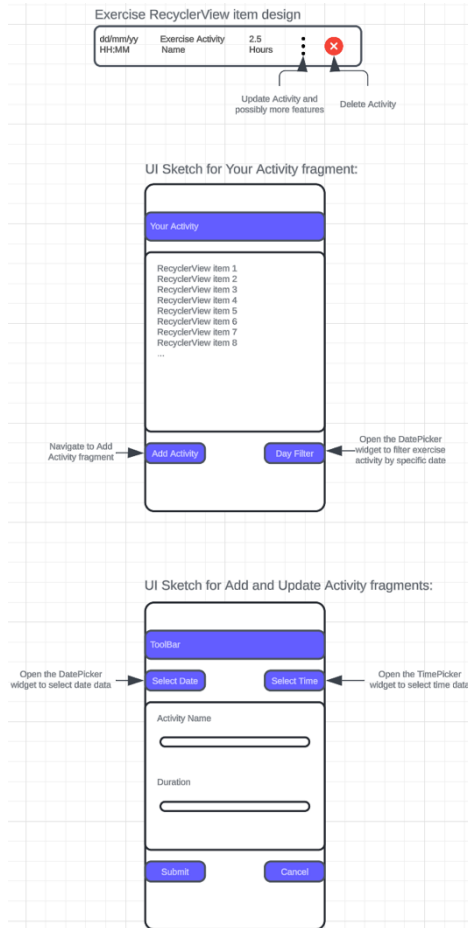 Exercise RecyclerView item design
dd/mm/yy Exercise Activity 2.5
HH:MM Name Hours
Update Activity and
possibly more features
Delete Activity
UI Sketch for Your Activity fragment:
Your Activity
RecyclerView item 1
RecyclerView item 2
RecyclerView item 3
RecyclerView item 4
RecyclerView item 5
RecyclerView item 6
RecyclerView item 7
RecyclerView item 8
...
Navigate to Add
Activity fragment
Add Activity
Day Filter
Open the DatePicker
widget to filter exercise
activity by specific date
UI Sketch for Add and Update Activity fragments:
ToolBar
Open the DatePicker
widget to select date data
Select Date
Select Time
Open the TimePicker
widget to select time data
Activity Name
Duration
Submit
Cancel